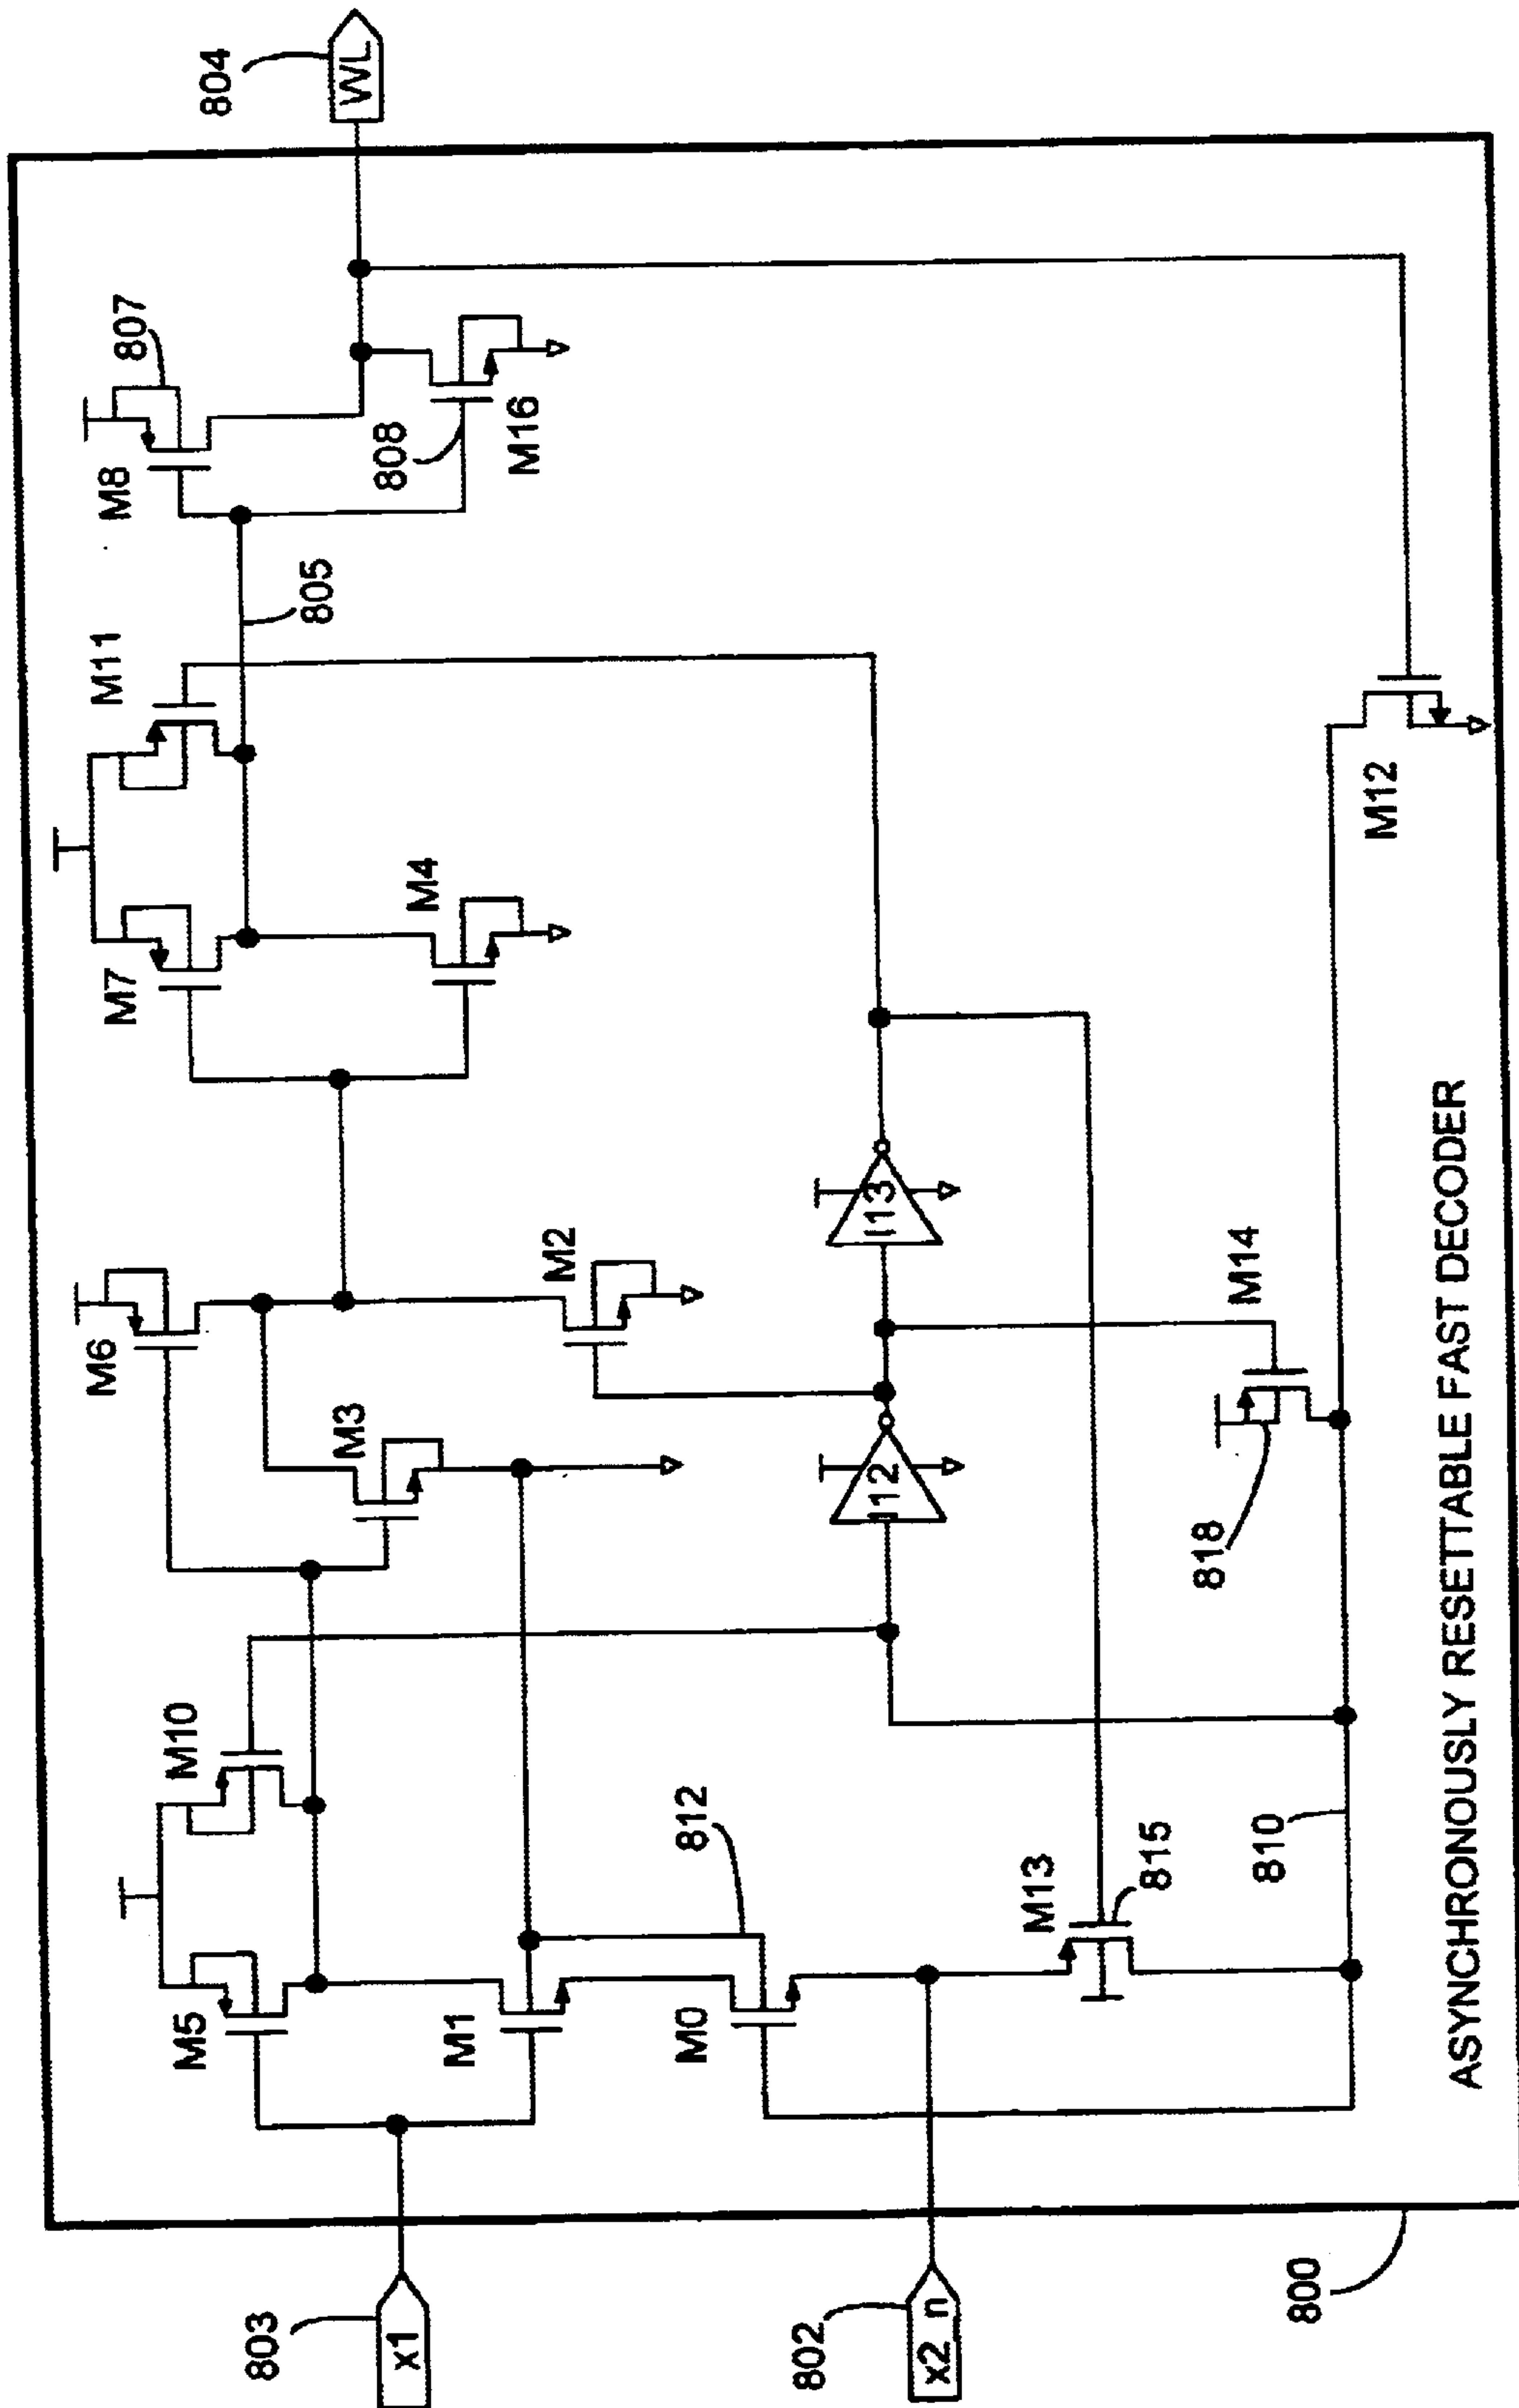 804
WL
807
M8
808
M16
805
M11
M7
M4
M6
M2
M3
I13
I12
M14
818
M12
M10
M5
M1
812
M0
M13
815
810
803
x1
802
x2_n
800
ASYNCHRONOUSLY RESETTABLE FAST DECODER